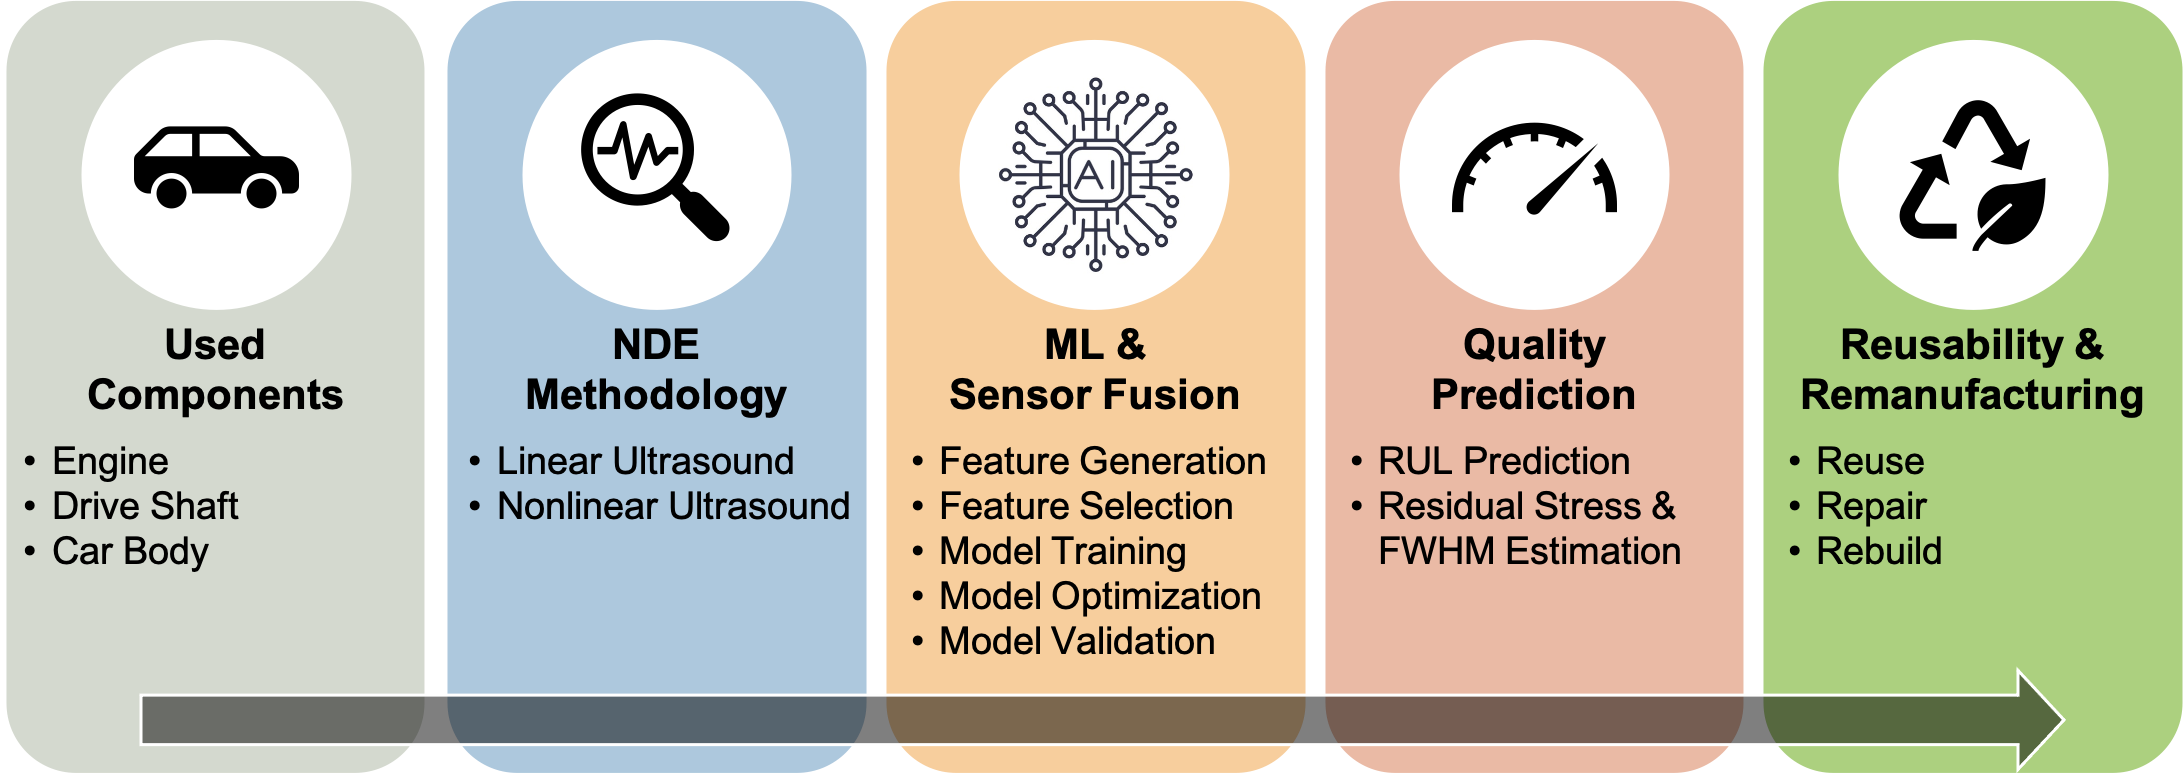 AI
Used
Components
• Engine
• Drive Shaft
• Car Body
NDE
Methodology
• Linear Ultrasound
• Nonlinear Ultrasound
ML &
Sensor Fusion
• Feature Generation
• Feature Selection
• Model Training
• Model Optimization
• Model Validation
Quality
Prediction
• RUL Prediction
• Residual Stress &
FWHM Estimation
Reusability &
Remanufacturing
• Reuse
• Repair
• Rebuild